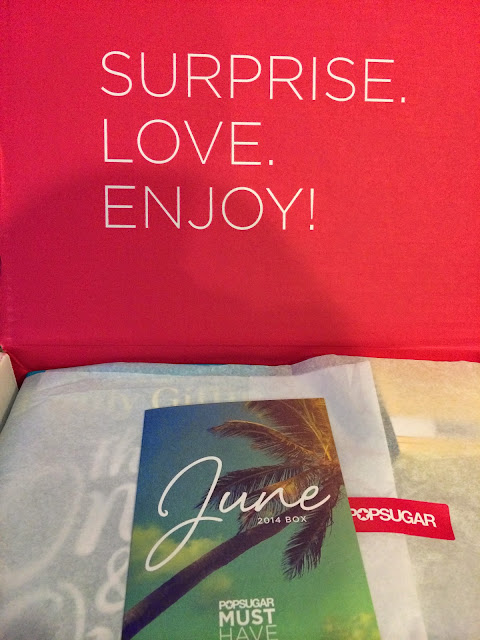 SURPRISE.
LOVE.
ENJOY!
June
2014 BOX
POPSUGAR
POPSUGAR
MUST
HAVE